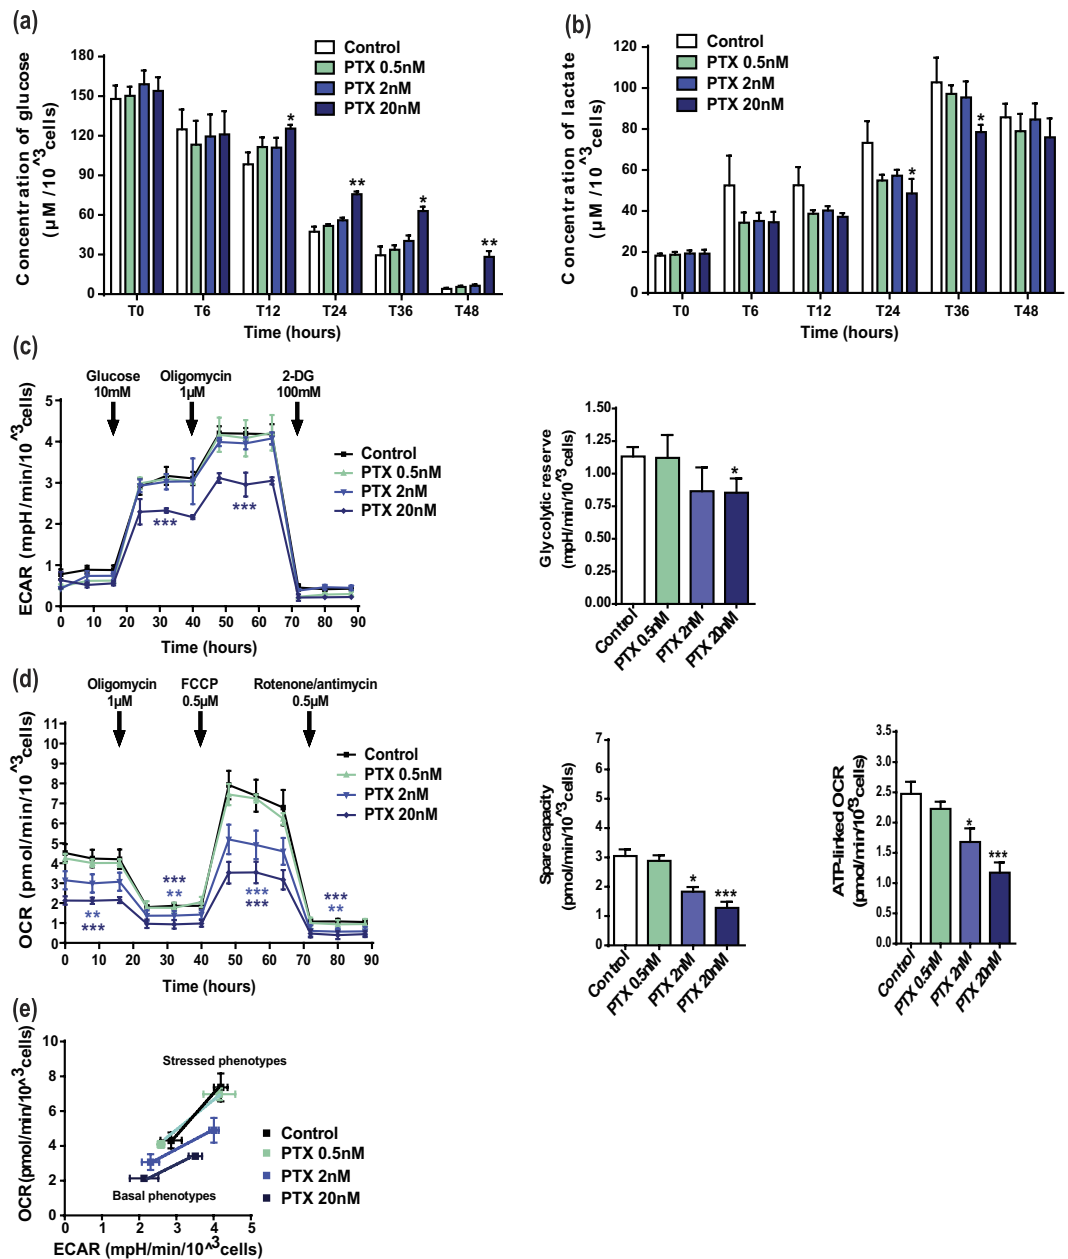 (a)
Control
PTX 0.5nM
PTX 2nM
PTX 20nM
Concentration of glucose
(µM /10^3cells)
180
150
120
90
60
30
0
*
**
*
**
T0 T6 T12 T24 T36 T48
Time (hours)
(b)
Control
PTX 0.5nM
PTX 2nM
PTX 20nM
Concentration of lactate
(µM /10^3cells)
120
100
80
60
40
20
0
*
*
T0 T6 T12 T24 T36 T48
Time (hours)
(c)
Glucose
10mM
Oligomycin
1µM
2-DG
100mM
ECAR (mpH/min/10^3cells)
5
4
3
2
1
0
Control
PTX 0.5nM
PTX 2nM
PTX 20nM
***
***
0 10 20 30 40 50 60 70 80 90
Time (hours)
Glycolytic reserve
(mpH/min/10^3cells)
1.50
1.25
1.00
0.75
0.50
0.25
0.00
*
Control
PTX 0.5nM
PTX 2nM
PTX 20nM
(d)
Oligomycin
1µM
FCCP
0.5µM
Rotenone/antimycin
0.5µM
OCR (pmol/min/10^3cells)
11
10
9
8
7
6
5
4
3
2
1
0
Control
PTX 0.5nM
PTX 2nM
PTX 20nM
**
***
***
**
***
***
***
**
0 10 20 30 40 50 60 70 80 90
Time (hours)
Sparecapacity
(pmol/min/10^3cells)
7
6
5
4
3
2
1
0
*
***
Control
PTX 0.5nM
PTX 2nM
PTX 20nM
ATP-linked OCR
(pmol/min/10^3cells)
3.5
3.0
2.5
2.0
1.5
1.0
0.5
0.0
*
***
Control
PTX 0.5nM
PTX 2nM
PTX 20nM
(e)
OCR(pmol/min/10^3cells)
10
8
6
4
2
0
Stressed phenotypes
Basal phenotypes
Control
PTX 0.5nM
PTX 2nM
PTX 20nM
0 1 2 3 4 5
ECAR (mpH/min/10^3cells)